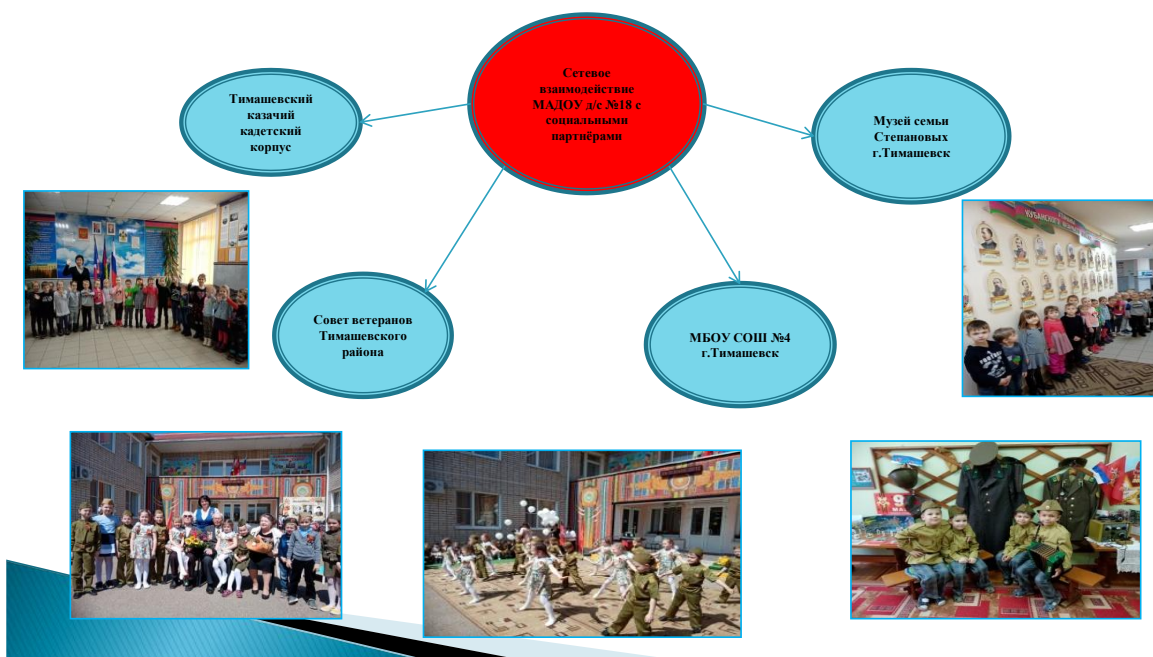 Сетевое
взаимодействие
МАДОУ д/с №18 с
социальными
партнёрами
Тимашевский
казачий
кадетский
корпус
Музей семьи
Степановых
г.Тимашевск
Совет ветеранов
Тимашевского
района
МБОУ СОШ №4
г.Тимашевск